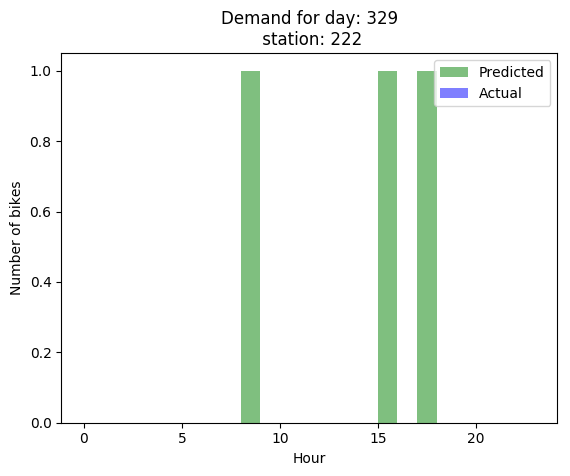 Demand for day: 329
station: 222
Predicted
Actual
Number of bikes
1.0
0.8
0.6
0.4
0.2
0.0
0
5
10
15
20
Hour